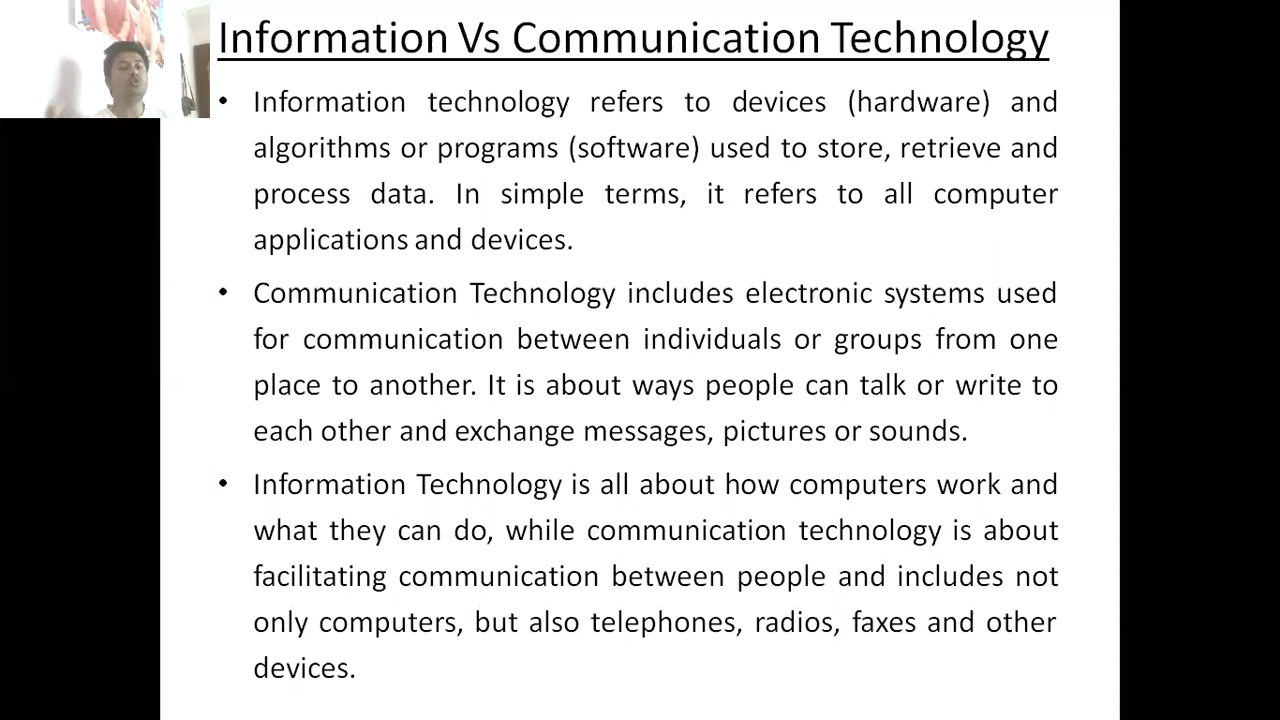 Information Vs Communication Technology
• Information technology refers to devices (hardware) and
algorithms or programs (software) used to store, retrieve and
process data. In simple terms, it refers to all computer
applications and devices.
• Communication Technology includes electronic systems used
for communication between individuals or groups from one
place to another. It is about ways people can talk or write to
each other and exchange messages, pictures or sounds.
• Information Technology is all about how computers work and
what they can do, while communication technology is about
facilitating communication between people and includes not
only computers, but also telephones, radios, faxes and other
devices.